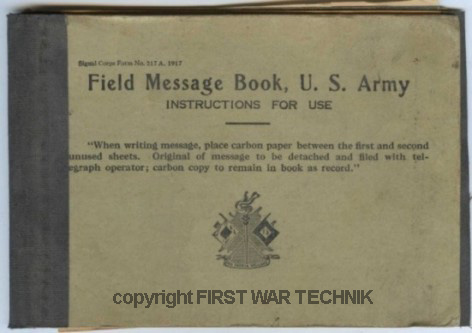 Signal Corps Form No. 217 A. 1917
Field Message Book, U. S. Army
INSTRUCTIONS FOR USE
"When writing message, place carbon paper between the first and second
unused sheets. Original of message to be detached and filed with tel-
egraph operator; carbon copy to remain in book as record."
copyright FIRST WAR TECHNIK